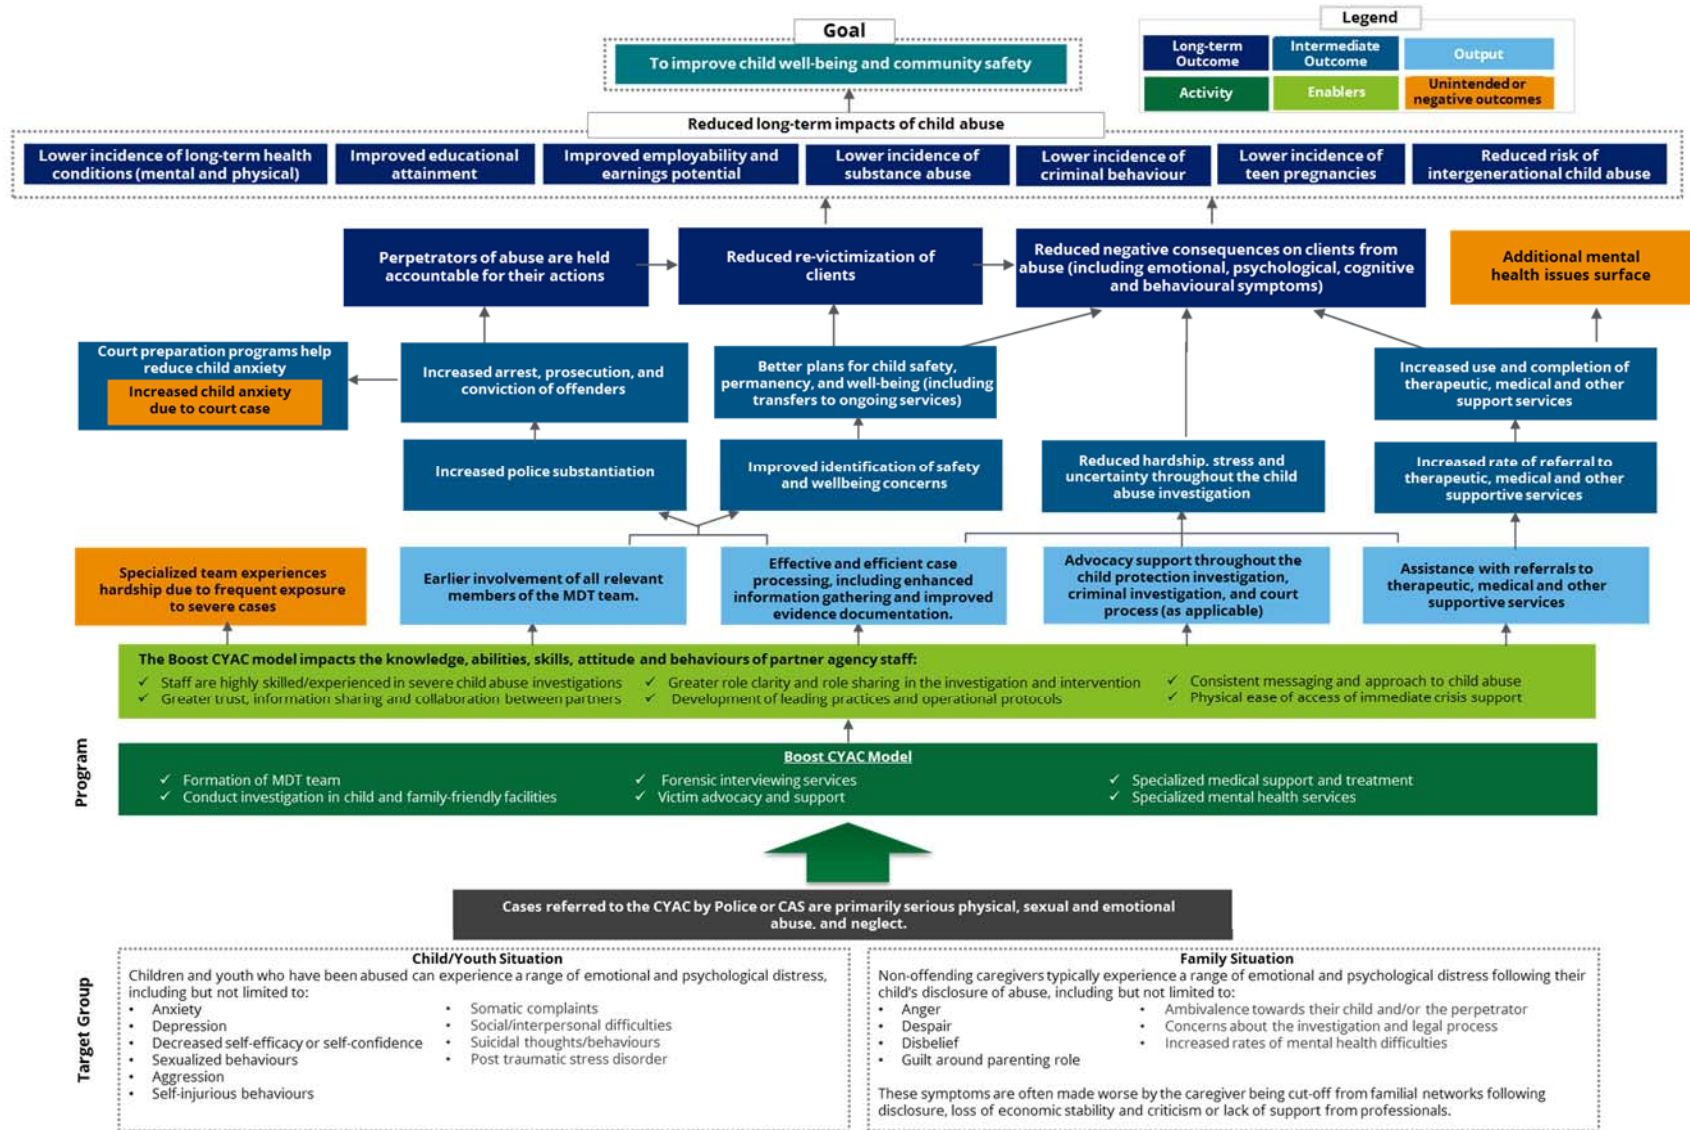 Goal
To improve child well-being and community safety
Legend
Long-term
Outcome
Intermediate
Outcome
Output
Activity
Enablers
Unintended or
negative outcomes
Reduced long-term impacts of child abuse
Lower incidence of long-term health
conditions (mental and physical)
Improved educational
attainment
Improved employability and
earnings potential
Lower incidence of
substance abuse
Lower incidence of
criminal behaviour
Lower incidence of
teen pregnancies
Reduced risk of
intergenerational child abuse
Perpetrators of abuse are held
accountable for their actions
Reduced re-victimization of
clients
Reduced negative consequences on clients from
abuse (including emotional, psychological, cognitive
and behavioural symptoms)
Additional mental
health issues surface
Court preparation programs help
reduce child anxiety
Increased child anxiety
due to court case
Increased arrest, prosecution, and
conviction of offenders
Better plans for child safety,
permanency, and well-being (including
transfers to ongoing services)
Increased use and completion of
therapeutic, medical and other
support services
Increased police substantiation
Improved identification of safety
and wellbeing concerns
Reduced hardship, stress and
uncertainty throughout the child
abuse investigation
Increased rate of referral to
therapeutic, medical and other
supportive services
Specialized team experiences
hardship due to frequent exposure
to severe cases
Earlier involvement of all relevant
members of the MDT team.
Effective and efficient case
processing, including enhanced
information gathering and improved
evidence documentation.
Advocacy support throughout the
child protection investigation,
criminal investigation, and court
process (as applicable)
Assistance with referrals to
therapeutic, medical and other
supportive services
The Boost CYAC model impacts the knowledge, abilities, skills, attitude and behaviours of partner agency staff:
✓ Staff are highly skilled/experienced in severe child abuse investigations
✓ Greater trust, information sharing and collaboration between partners
✓ Greater role clarity and role sharing in the investigation and intervention
✓ Development of leading practices and operational protocols
✓ Consistent messaging and approach to child abuse
✓ Physical ease of access of immediate crisis support
Program
Boost CYAC Model
✓ Formation of MDT team
✓ Conduct investigation in child and family-friendly facilities
✓ Forensic interviewing services
✓ Victim advocacy and support
✓ Specialized medical support and treatment
✓ Specialized mental health services
Cases referred to the CYAC by Police or CAS are primarily serious physical, sexual and emotional
abuse, and neglect.
Target Group
Child/Youth Situation
Children and youth who have been abused can experience a range of emotional and psychological distress,
including but not limited to:
• Anxiety
• Depression
• Decreased self-efficacy or self-confidence
• Sexualized behaviours
• Aggression
• Self-injurious behaviours
• Somatic complaints
• Social/interpersonal difficulties
• Suicidal thoughts/behaviours
• Post traumatic stress disorder
Family Situation
Non-offending caregivers typically experience a range of emotional and psychological distress following their
child's disclosure of abuse, including but not limited to:
• Anger
• Despair
• Disbelief
• Guilt around parenting role
• Ambivalence towards their child and/or the perpetrator
• Concerns about the investigation and legal process
• Increased rates of mental health difficulties
These symptoms are often made worse by the caregiver being cut-off from familial networks following
disclosure, loss of economic stability and criticism or lack of support from professionals.